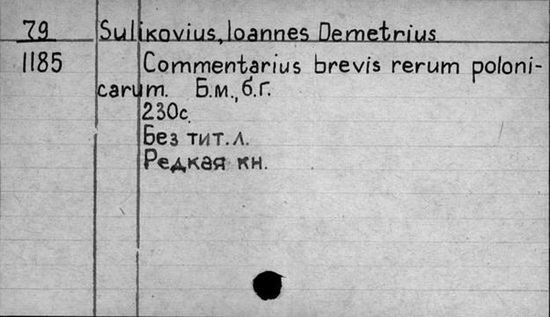 79 Sulikovius, Ioannes Demetrius
1185 Commentarius brevis rerum poloni-
carum. Б.м., б.г.
230с.
Без тит. л.
Редкая кн.